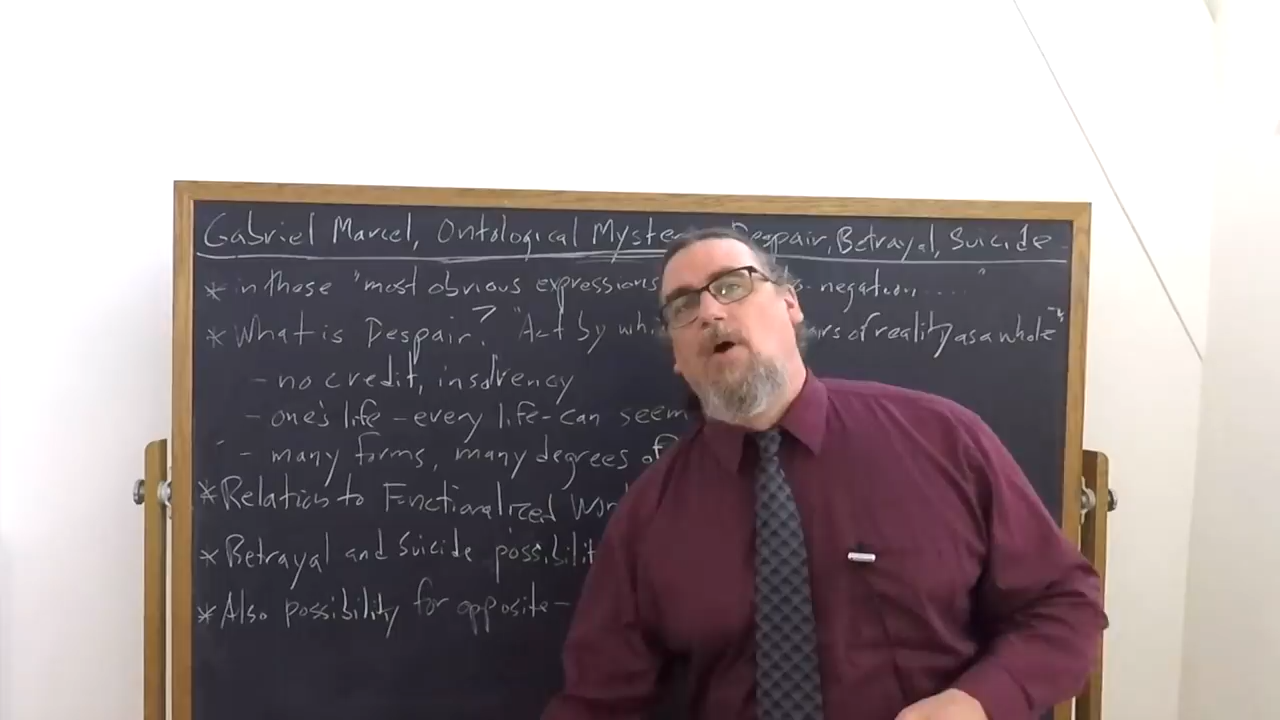 Gabriel Marcel, Ontological Myste Despair, Betrayal, Suicide
* in these "most obvious expressions negation....."
* What is Despair? "Act by whi of reality as a whole"
- no credit, insolvency
- one's life - every life - can seem
- many forms, many degrees of
* Relation to Functionalized Wor
* Betrayal and Suicide possibilit
* Also possibility for opposite -